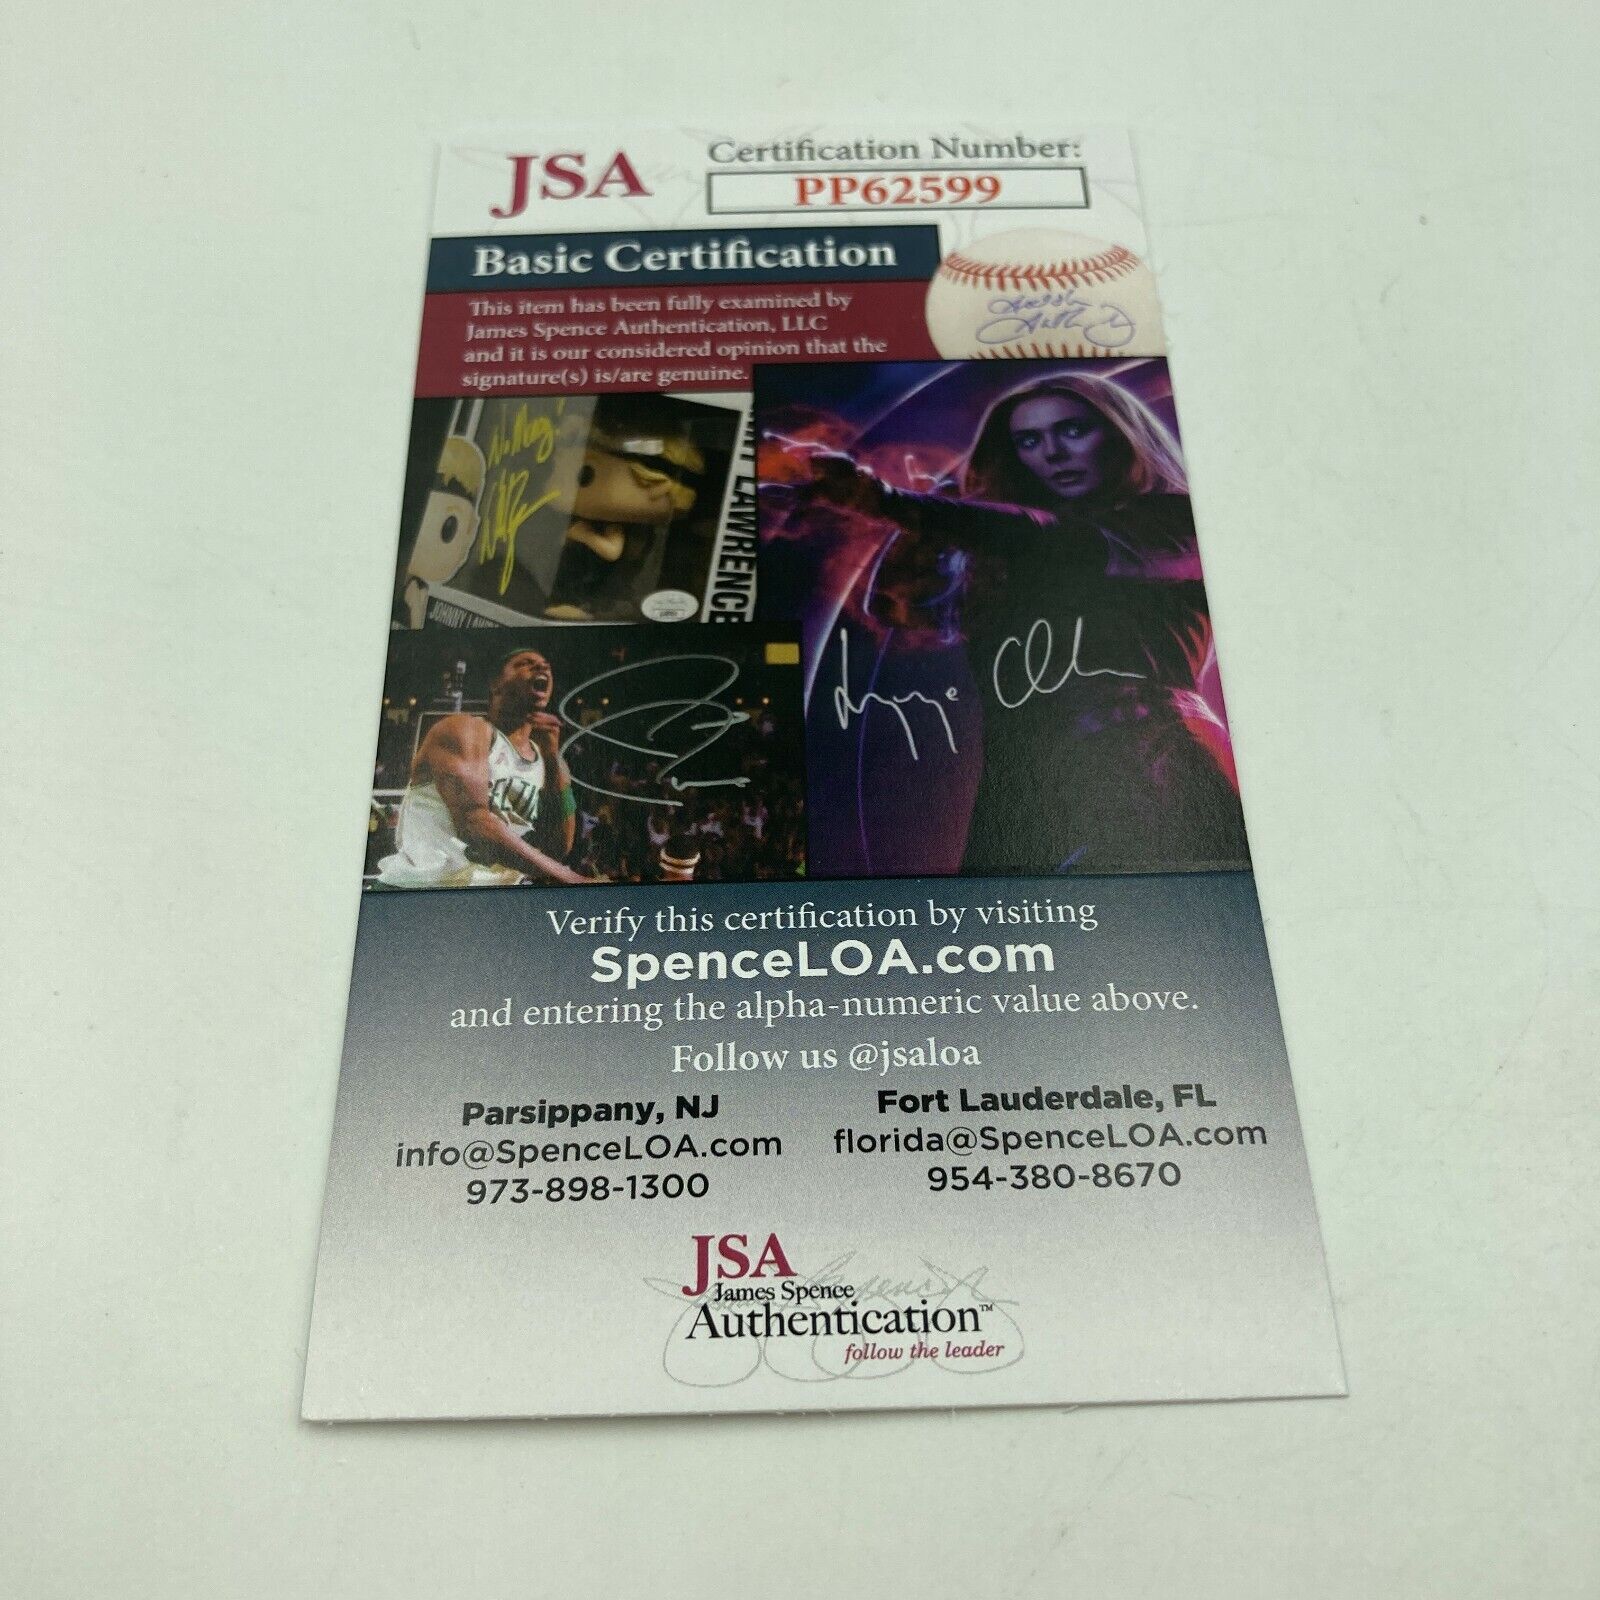 JSA
Certification Number:
PP62599
Basic Certification
This item has been fully examined by
James Spence Authentication, LLC
and it is our considered opinion that the
signature(s) is/are genuine.
LAWRENCE
JOHNNY
Verify this certification by visiting
SpenceLOA.com
and entering the alpha-numeric value above.
Follow us @jsaloa
Parsippany, NJ
info@SpenceLOA.com
973-898-1300
Fort Lauderdale, FL
florida@SpenceLOA.com
954-380-8670
JSA
James Spence
Authentication™
follow the leader